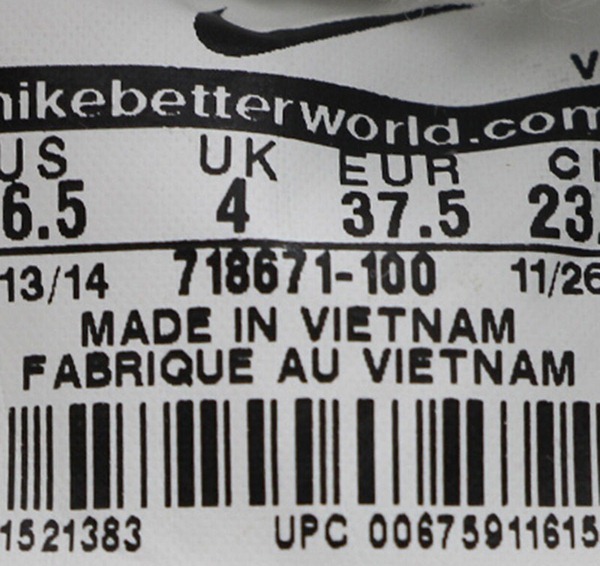 V
nikebetterworld.com
US UK EUR
6.5 4 37.5 23.
13/14 718671-100 11/26
MADE IN VIETNAM
FABRIQUE AU VIETNAM
1521383 UPC 00675911615